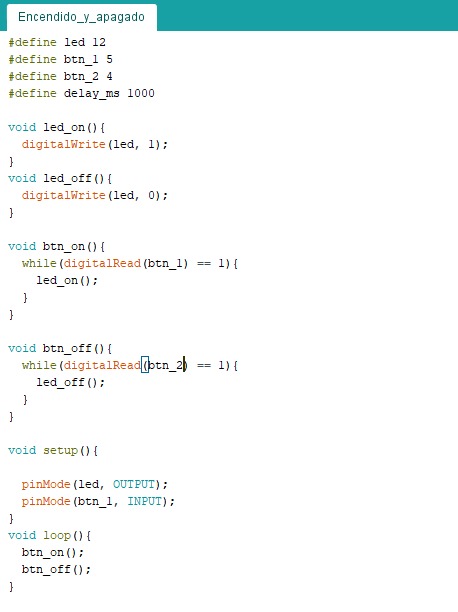 Encendido_y_apagado
#define led 12
#define btn_1 5
#define btn_2 4
#define delay_ms 1000
void led_on(){
  digitalWrite(led, 1);
}
void led_off(){
  digitalWrite(led, 0);
}
void btn_on(){
  while(digitalRead(btn_1) == 1){
    led_on();
  }
}
void btn_off(){
  while(digitalRead(btn_2) == 1){
    led_off();
  }
}
void setup(){
  pinMode(led, OUTPUT);
  pinMode(btn_1, INPUT);
}
void loop(){
  btn_on();
  btn_off();
}